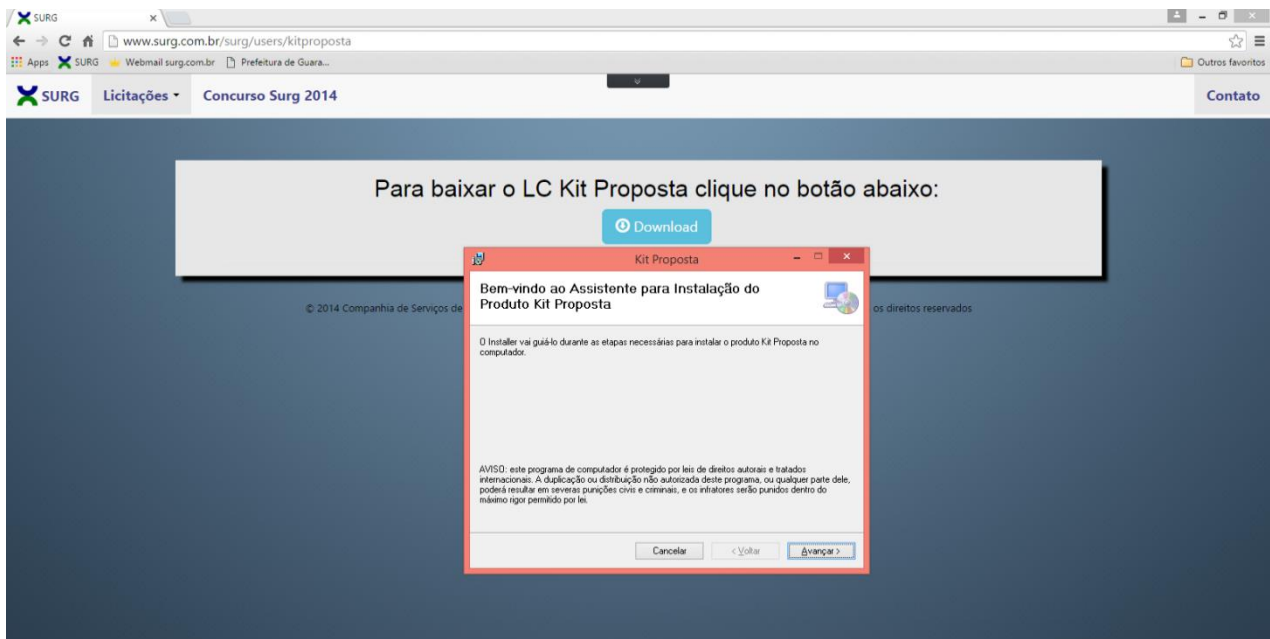 SURG
www.surg.com.br/surg/users/kitproposta
Apps SURG Webmail surg.com.br Prefeitura de Guara... Outros favoritos
SURG Licitações Concurso Surg 2014 Contato
Para baixar o LC Kit Proposta clique no botão abaixo:
Download
Kit Proposta
Bem-vindo ao Assistente para Instalação do
Produto Kit Proposta
© 2014 Companhia de Serviços de os direitos reservados
O Installer vai guiá-lo durante as etapas necessárias para instalar o produto Kit Proposta no
computador.
AVISO: este programa de computador é protegido por leis de direitos autorais e tratados
internacionais. A duplicação ou distribuição não autorizada deste programa, ou qualquer parte dele,
poderá resultar em severas punições civis e criminais, e os infratores serão punidos dentro do
máximo rigor permitido por lei.
Cancelar < Voltar Avançar >